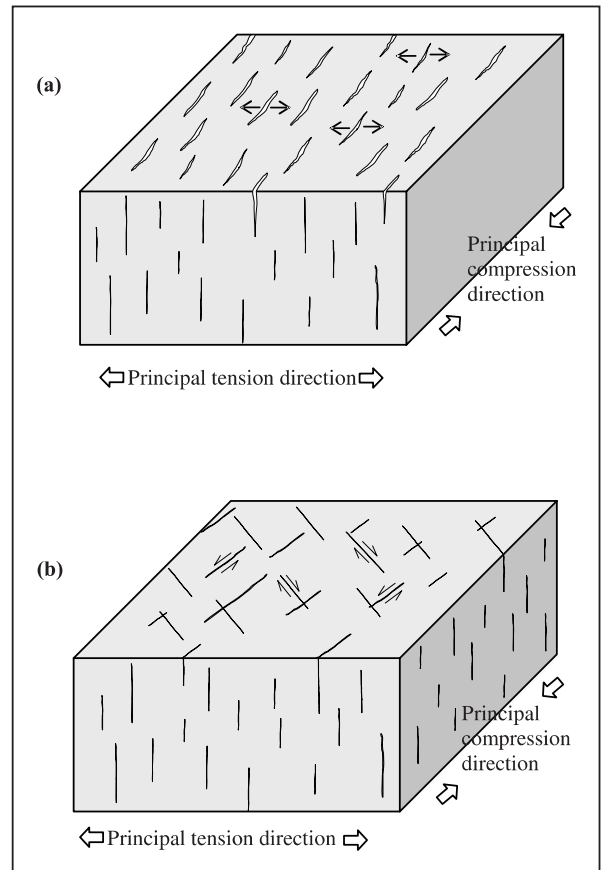 (a)
Principal
compression
direction
Principal tension direction
(b)
Principal
compression
direction
Principal tension direction